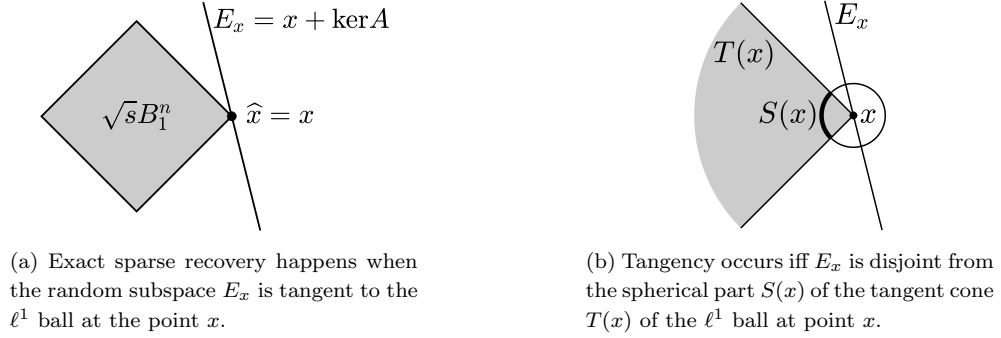 E_x = x + kerA
√s B_1^n
x̂ = x
(a) Exact sparse recovery happens when
the random subspace E_x is tangent to the
ℓ^1 ball at the point x.
E_x
T(x)
S(x)
x
(b) Tangency occurs iff E_x is disjoint from
the spherical part S(x) of the tangent cone
T(x) of the ℓ^1 ball at point x.